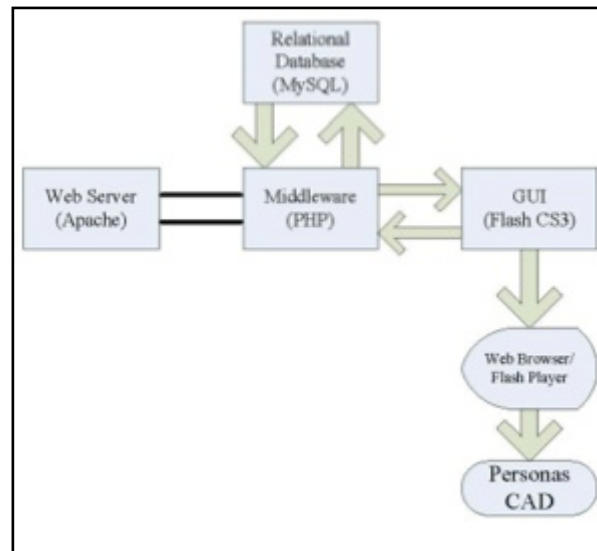 Relational
Database
(MySQL)
Web Server
(Apache)
Middleware
(PHP)
GUI
(Flash CS3)
Web Browser/
Flash Player
Personas
CAD